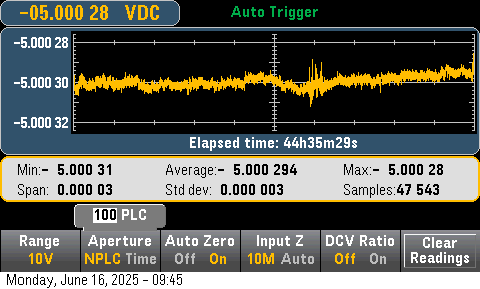 -05.000 28 VDC Auto Trigger
-5.000 28
-5.000 30
-5.000 32
Elapsed time: 44h35m29s
Min:- 5.000 31 Average:- 5.000 294 Max:- 5.000 28
Span: 0.000 03 Std dev: 0.000 003 Samples:47 543
100 PLC
Range Aperture Auto Zero Input Z DCV Ratio Clear
10V NPLC Time Off On 10M Auto Off On Readings
Monday, June 16, 2025 - 09:45